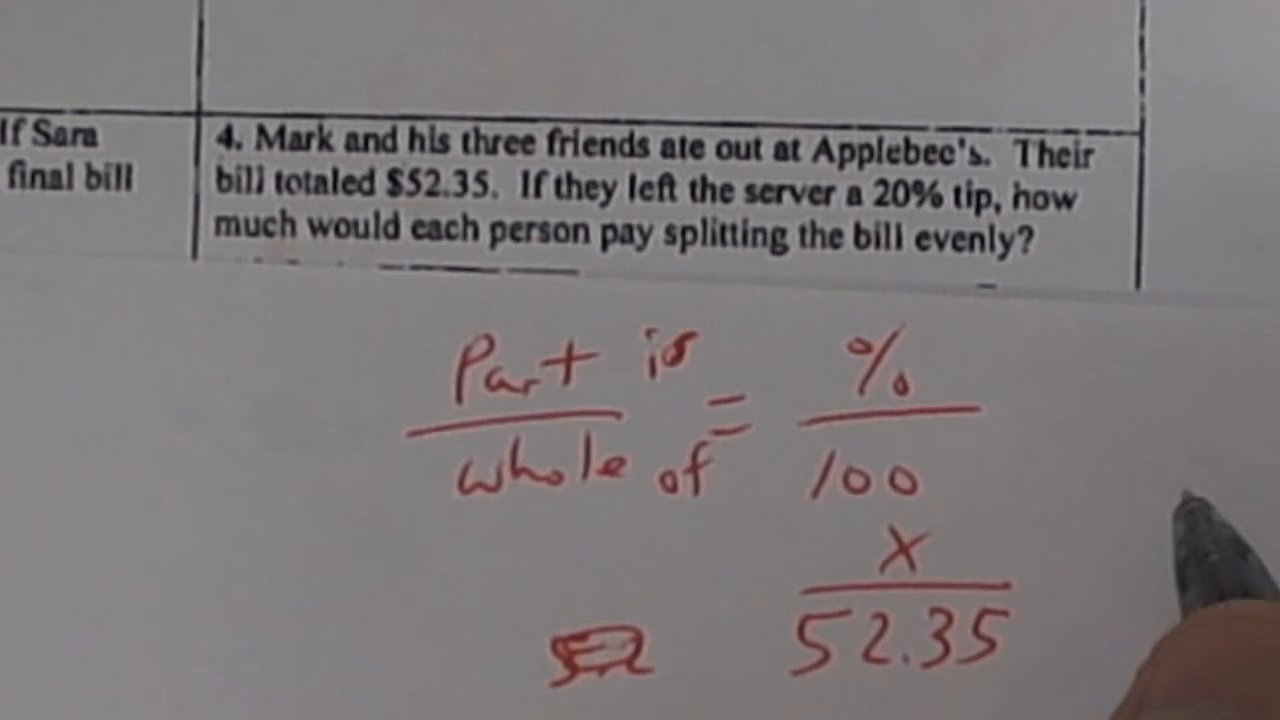 If Sara
final bill
4. Mark and his three friends ate out at Applebee's. Their
bill totaled $52.35. If they left the server a 20% tip, how
much would each person pay splitting the bill evenly?
Part is = %
whole of 100
x
52.35